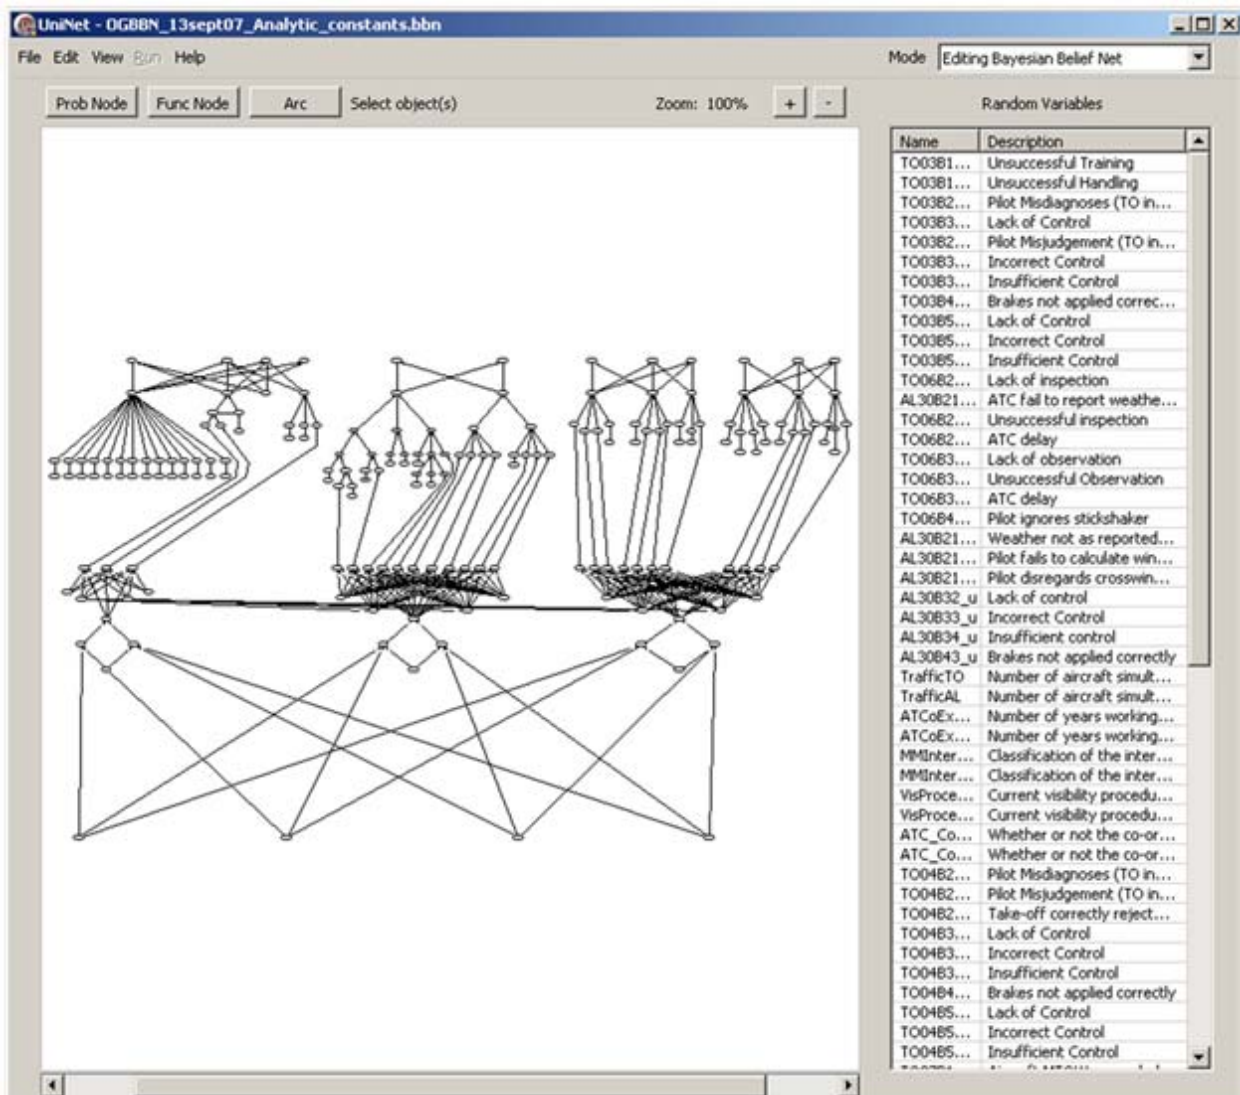 UniNet - OGBBN_13sept07_Analytic_constants.bbn
File Edit View Run Help
Mode Editing Bayesian Belief Net
Prob Node Func Node Arc Select object(s) Zoom: 100% + -
Random Variables
Name Description
TO03B1... Unsuccessful Training
TO03B1... Unsuccessful Handling
TO03B2... Pilot Misdiagnoses (TO in...
TO03B3... Lack of Control
TO03B2... Pilot Misjudgement (TO in...
TO03B3... Incorrect Control
TO03B3... Insufficient Control
TO03B4... Brakes not applied correc...
TO03B5... Lack of Control
TO03B5... Incorrect Control
TO03B5... Insufficient Control
TO06B2... Lack of inspection
AL30B21... ATC fail to report weathe...
TO06B2... Unsuccessful inspection
TO06B2... ATC delay
TO06B3... Lack of observation
TO06B3... Unsuccessful Observation
TO06B3... ATC delay
TO06B4... Pilot ignores stickshaker
AL30B21... Weather not as reported...
AL30B21... Pilot fails to calculate win...
AL30B21... Pilot disregards crosswin...
AL30B32_u Lack of control
AL30B33_u Incorrect Control
AL30B34_u Insufficient control
AL30B43_u Brakes not applied correctly
TrafficTO Number of aircraft simult...
TrafficAL Number of aircraft simult...
ATCoEx... Number of years working...
ATCoEx... Number of years working...
MMInter... Classification of the inter...
MMInter... Classification of the inter...
VisProce... Current visibility procedu...
VisProce... Current visibility procedu...
ATC_Co... Whether or not the co-or...
ATC_Co... Whether or not the co-or...
TO04B2... Pilot Misdiagnoses (TO in...
TO04B2... Pilot Misjudgement (TO in...
TO04B2... Take-off correctly reject...
TO04B3... Lack of Control
TO04B3... Incorrect Control
TO04B3... Insufficient Control
TO04B4... Brakes not applied correctly
TO04B5... Lack of Control
TO04B5... Incorrect Control
TO04B5... Insufficient Control